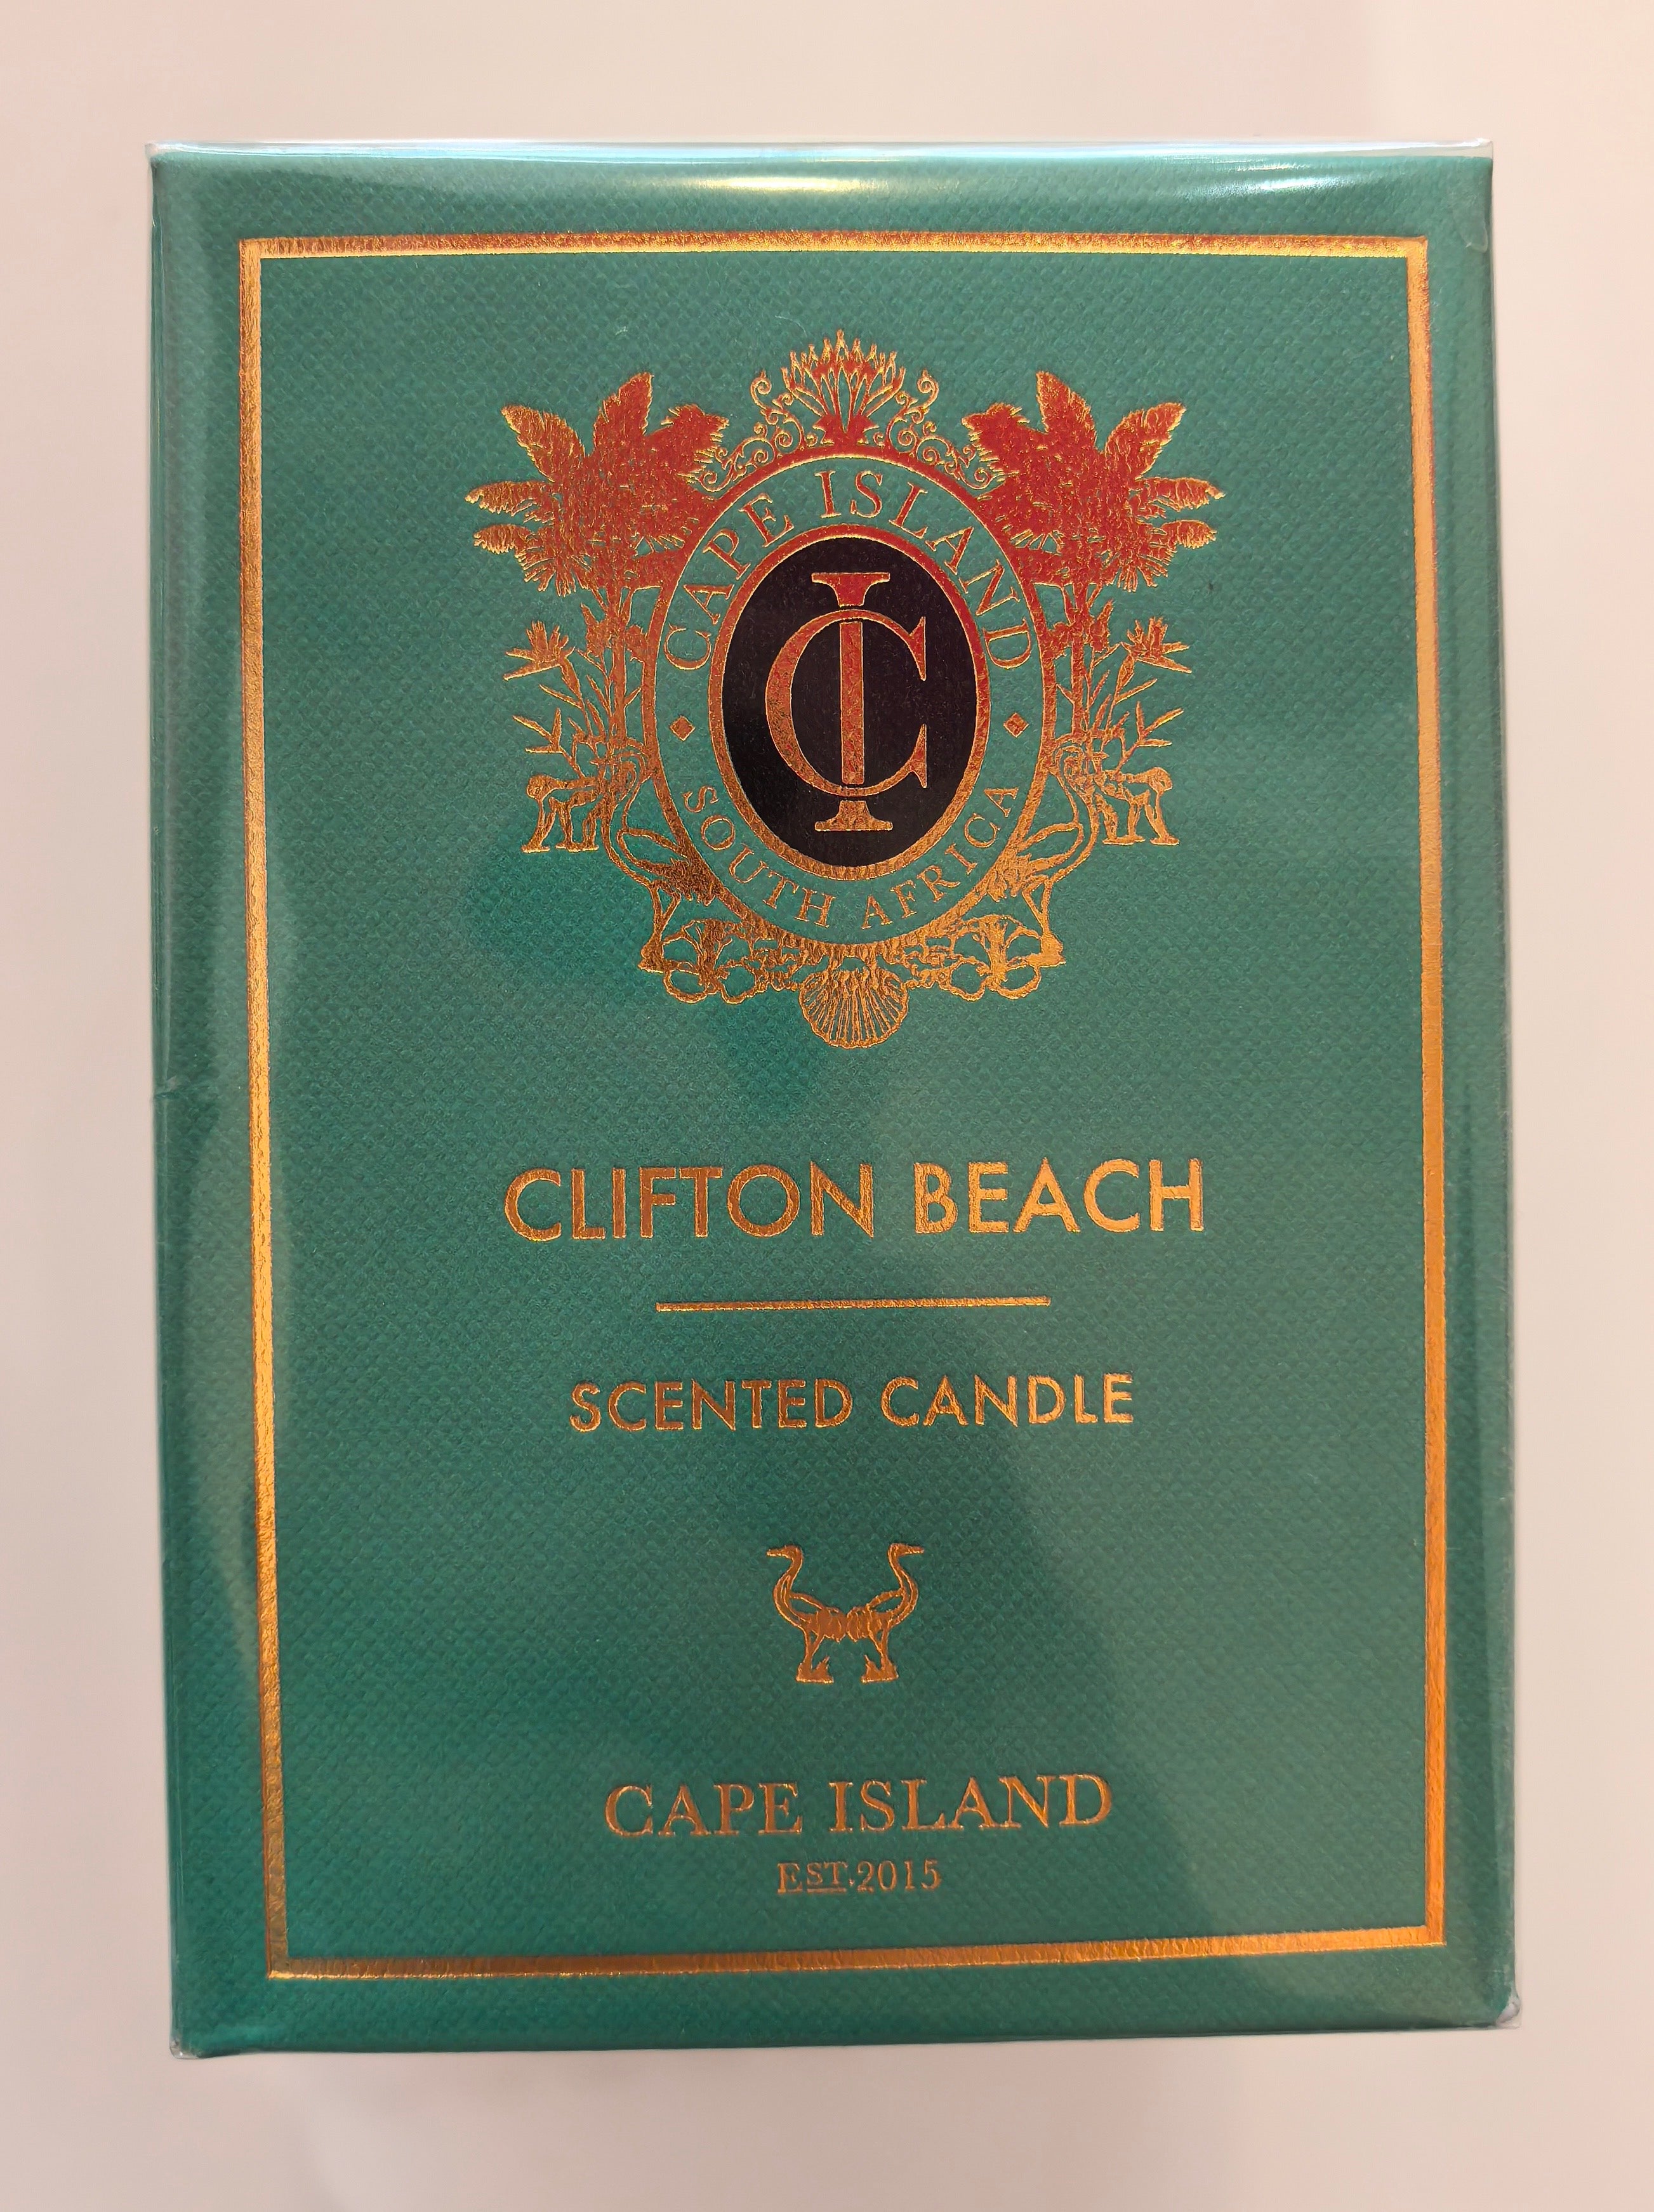 CAPE ISLAND
CI
SOUTH AFRICA
CLIFTON BEACH
SCENTED CANDLE
CAPE ISLAND
EST.2015